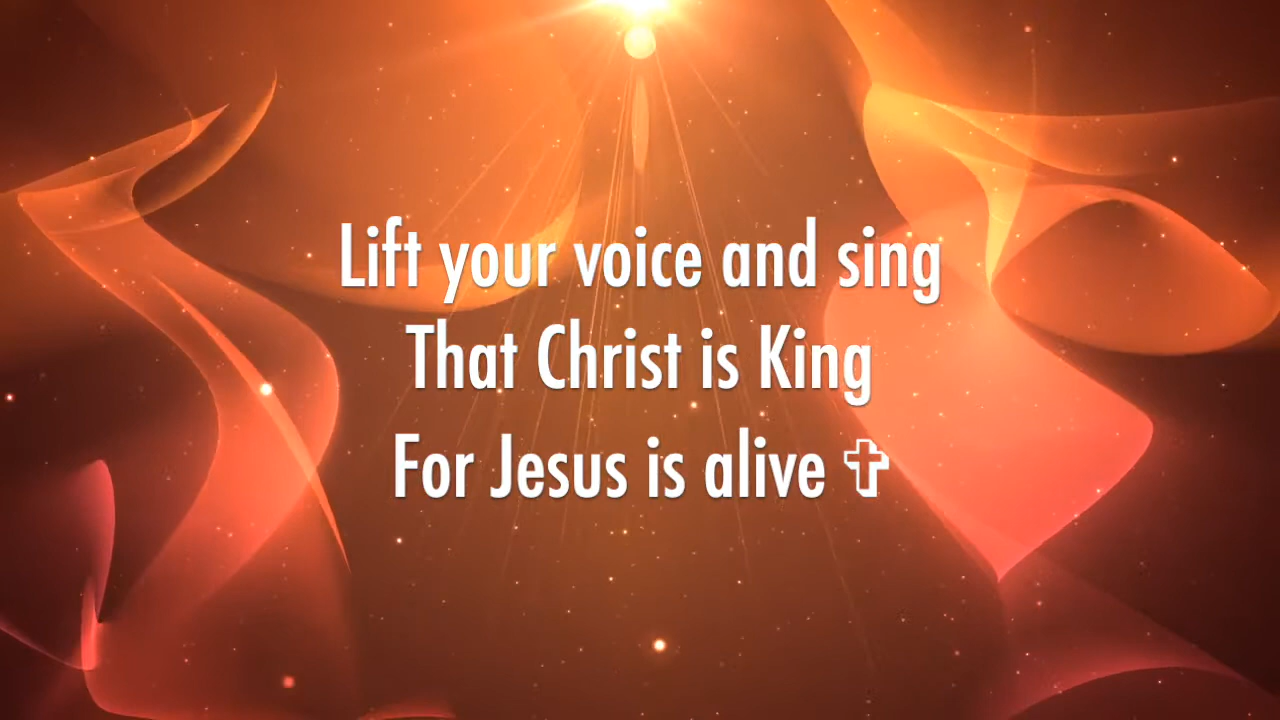 Lift your voice and sing
That Christ is King
For Jesus is alive ✞